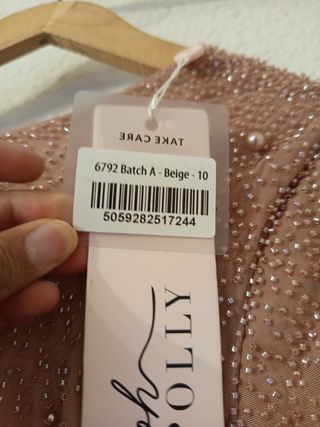 TAKE CARE
6792 Batch A - Beige - 10
5059282517244
OLLY